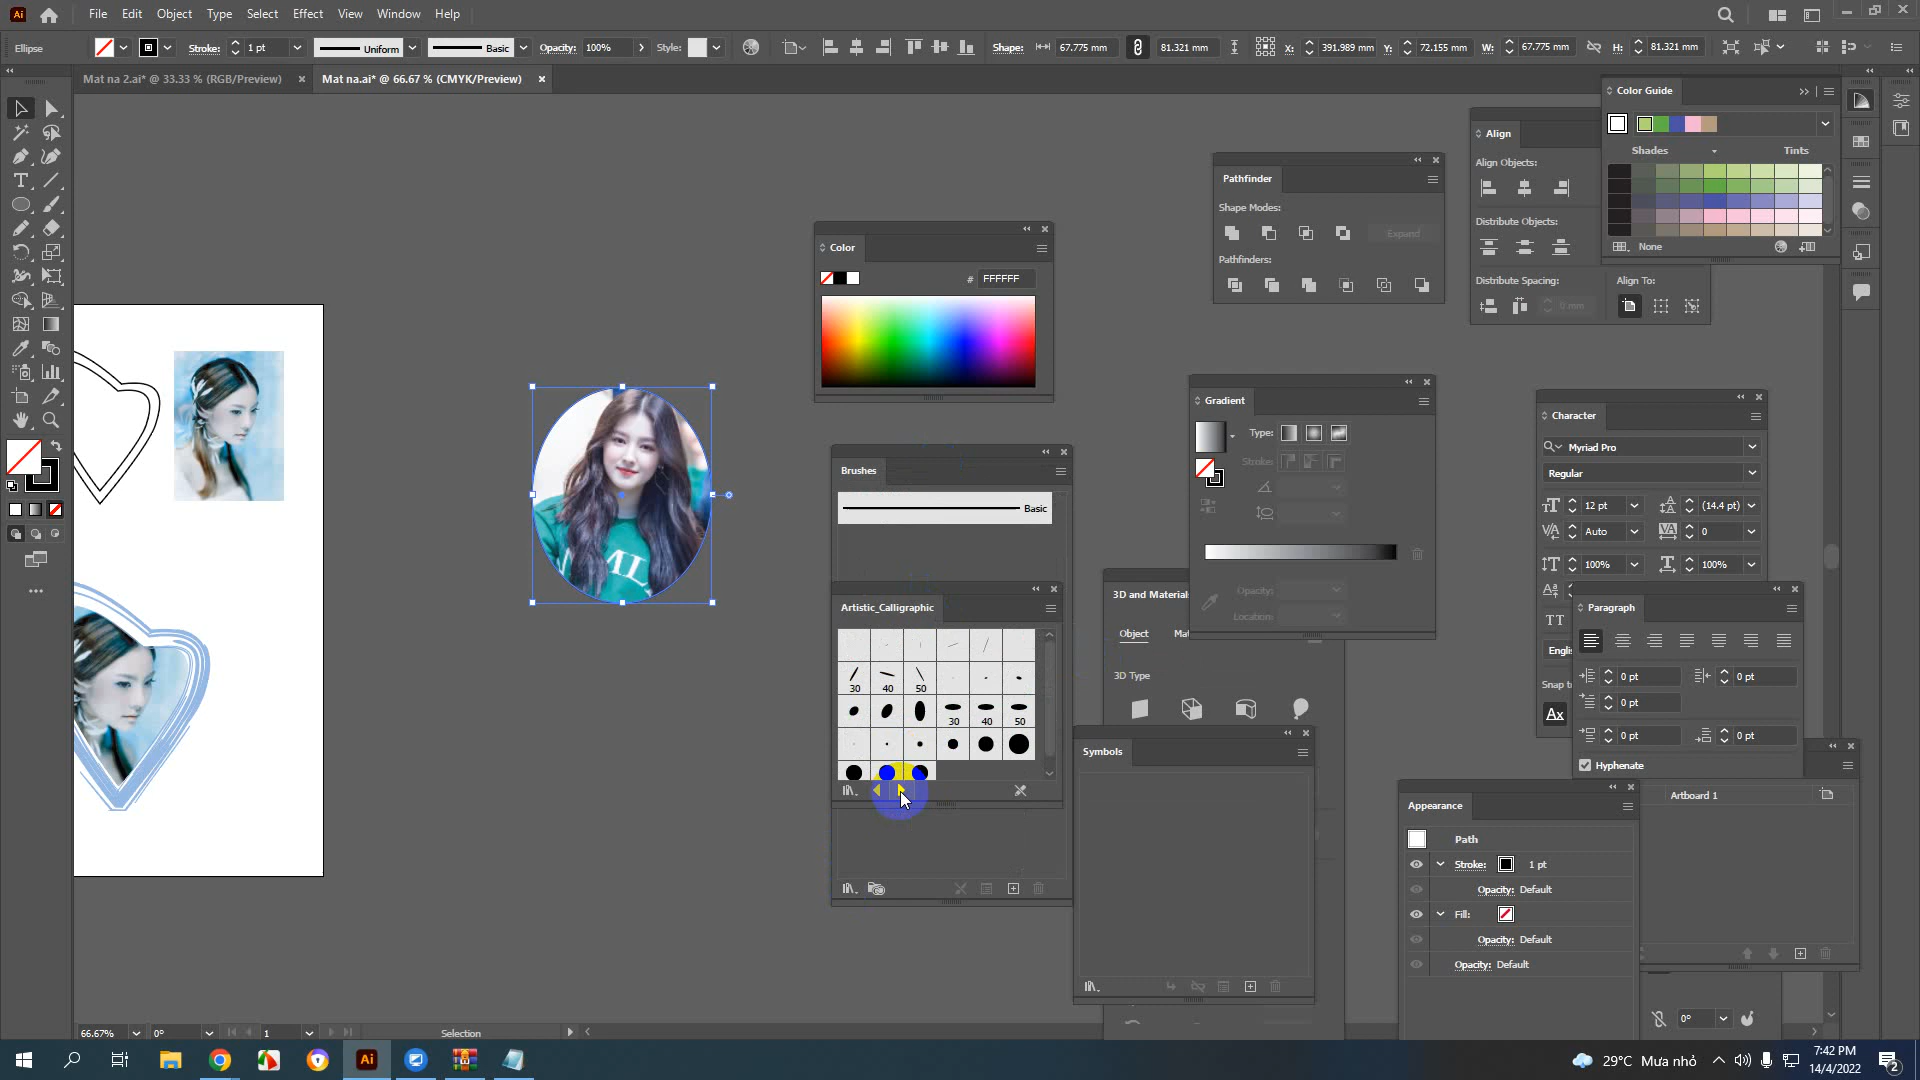 Ai File Edit Object Type Select Effect View Window Help
Ellipse Stroke: 1 pt Uniform Basic Opacity: 100% Style: Shape: 67.775 mm 81.321 mm X: 391.989 mm Y: 72.155 mm W: 67.775 mm H: 81.321 mm
Mat na 2.ai* @ 33.33 % (RGB/Preview) Mat na.ai* @ 66.67 % (CMYK/Preview)
Color Guide
Shades Tints
None
Align
Align Objects:
Distribute Objects:
Distribute Spacing: Align To:
0 mm
Pathfinder
Shape Modes:
Expand
Pathfinders:
Color
# FFFFFF
Gradient
Type:
Stroke:
Opacity:
Location:
Character
Myriad Pro
Regular
12 pt (14.4 pt)
Auto 0
100% 100%
Snap
Paragraph
0 pt 0 pt
0 pt
0 pt 0 pt
Hyphenate
Brushes
Basic
Artistic_Calligraphic
30 40 50
30 40 50
3D and Materials
Object
3D Type
Symbols
Artboard 1
Appearance
Path
Stroke: 1 pt
Opacity: Default
Fill:
Opacity: Default
Opacity: Default
0°
66.67% 0° 1 Selection
Ai 29°C Mưa nhỏ 7:42 PM
14/4/2022 2